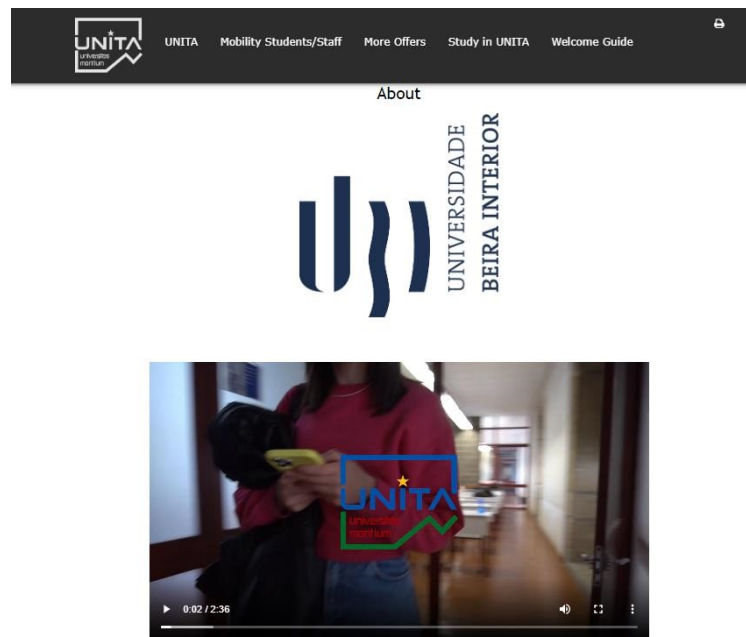 UNITA
universitas
montium
UNITA Mobility Students/Staff More Offers Study in UNITA Welcome Guide
About
UNIVERSIDADE
BEIRA INTERIOR
UNITA
universitas
montium
0:02 / 2:36